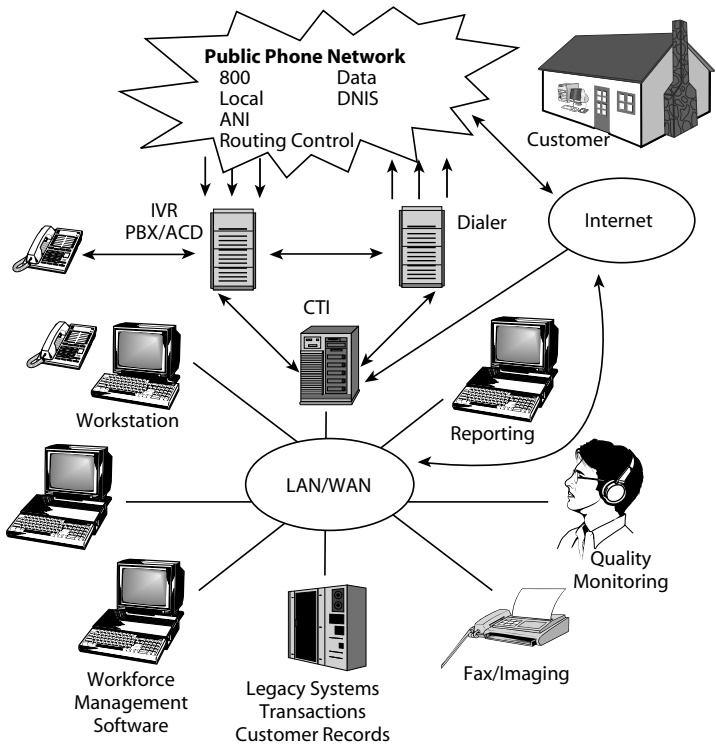 Public Phone Network
800 Data
Local DNIS
ANI
Routing Control
Customer
IVR
PBX/ACD
Dialer
Internet
CTI
Workstation
Reporting
LAN/WAN
Quality
Monitoring
Workforce
Management
Software
Legacy Systems
Transactions
Customer Records
Fax/Imaging